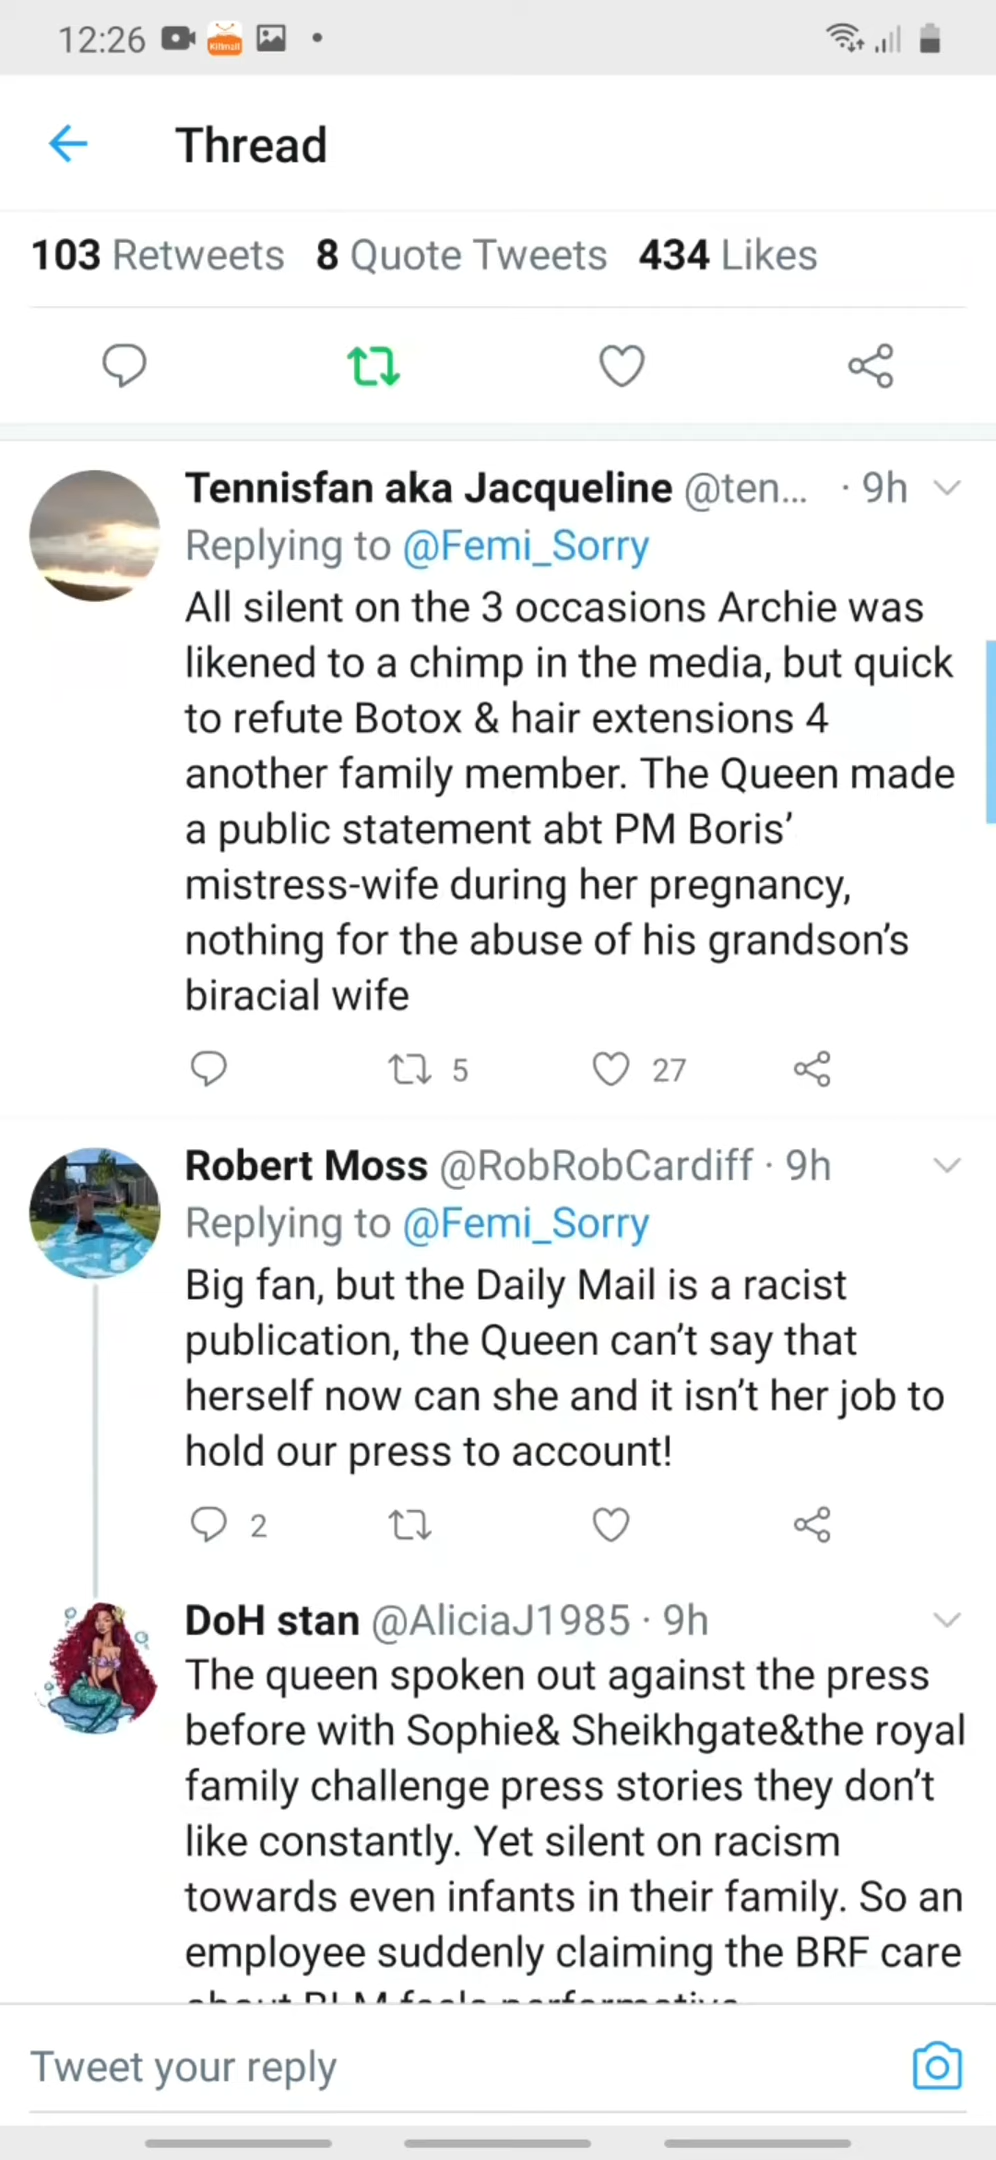 12:26
Killmall
Thread
103 Retweets 8 Quote Tweets 434 Likes
Tennisfan aka Jacqueline @ten... · 9h
Replying to @Femi_Sorry
All silent on the 3 occasions Archie was
likened to a chimp in the media, but quick
to refute Botox & hair extensions 4
another family member. The Queen made
a public statement abt PM Boris’
mistress-wife during her pregnancy,
nothing for the abuse of his grandson’s
biracial wife
5 27
Robert Moss @RobRobCardiff · 9h
Replying to @Femi_Sorry
Big fan, but the Daily Mail is a racist
publication, the Queen can’t say that
herself now can she and it isn’t her job to
hold our press to account!
2
DoH stan @AliciaJ1985 · 9h
The queen spoken out against the press
before with Sophie& Sheikhgate&the royal
family challenge press stories they don’t
like constantly. Yet silent on racism
towards even infants in their family. So an
employee suddenly claiming the BRF care
about BLM feels performative
Tweet your reply